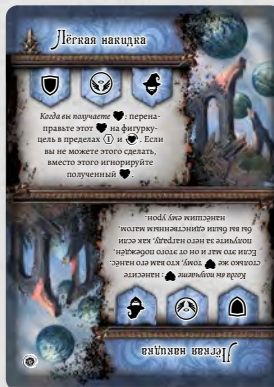 Лёгкая накидка
Когда вы получаете : перена-
правьте этот на фигурку-
цель в пределах 1 и . Если
вы не можете этого сделать,
вместо этого игнорируйте
полученный .
Лёгкая накидка
Когда вы получаете : нанесите
столько же тому, кто вам его нанёс.
Если это маг и он от этого побеждён,
получите за него награду, как если
бы вы были единственным магом,
нанёсшим ему урон.